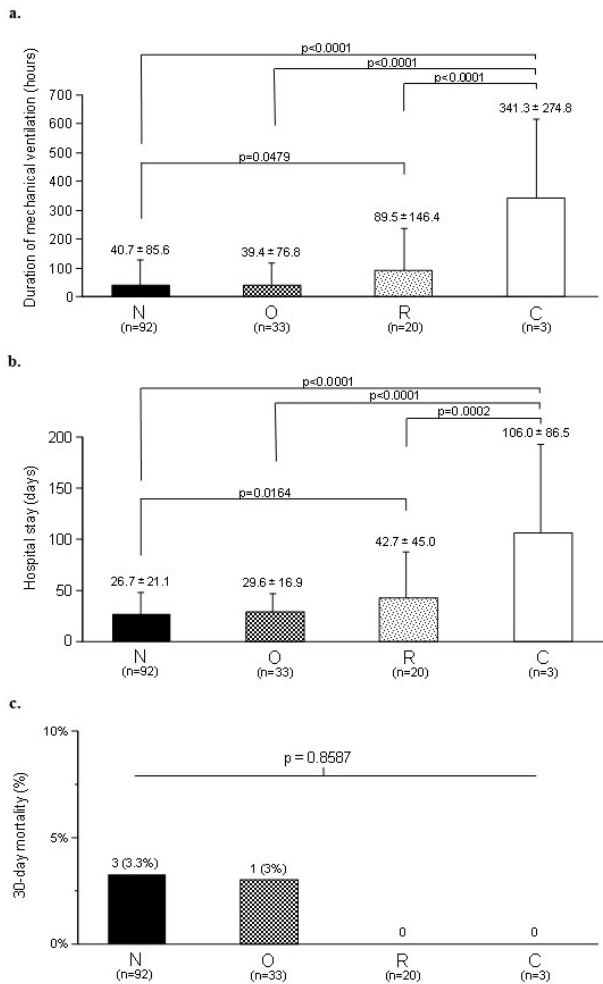 a.
p<0.0001
p<0.0001
p<0.0001
Duration of mechanical ventilation (hours)
700
600
500
400
300
200
100
0
341.3 ± 274.8
p=0.0479
89.5 ± 146.4
40.7 ± 85.6
39.4 ± 76.8
N
O
R
C
(n=92)
(n=33)
(n=20)
(n=3)
b.
p<0.0001
p<0.0001
p=0.0002
Hospital stay (days)
200
150
100
50
0
106.0 ± 86.5
p=0.0164
42.7 ± 45.0
26.7 ± 21.1
29.6 ± 16.9
N
O
R
C
(n=92)
(n=33)
(n=20)
(n=3)
c.
30-day mortality (%)
10%
5%
0%
p = 0.8587
3 (3.3%)
1 (3%)
0
0
N
O
R
C
(n=92)
(n=33)
(n=20)
(n=3)